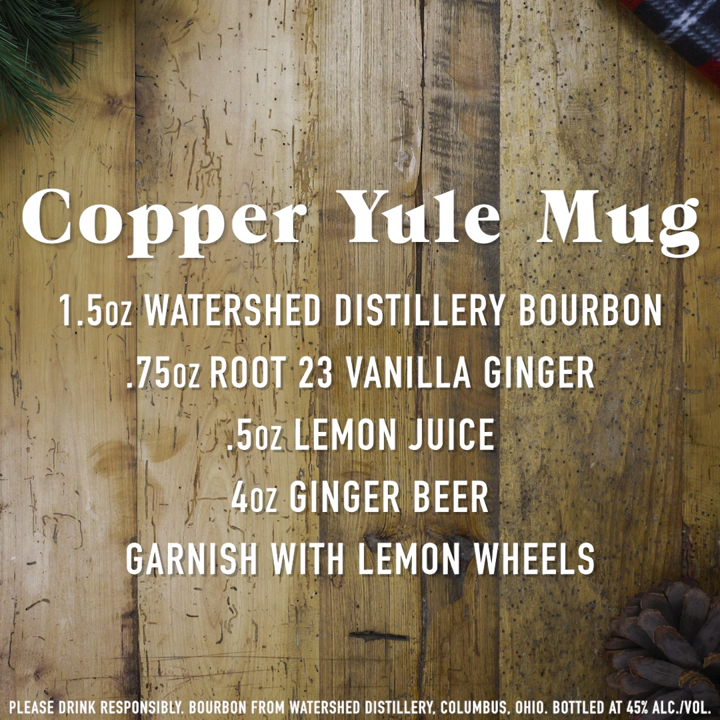 Copper Yule Mug
1.5oz WATERSHED DISTILLERY BOURBON
.75oz ROOT 23 VANILLA GINGER
.5oz LEMON JUICE
4oz GINGER BEER
GARNISH WITH LEMON WHEELS
PLEASE DRINK RESPONSIBLY. BOURBON FROM WATERSHED DISTILLERY, COLUMBUS, OHIO. BOTTLED AT 45% ALC./VOL.